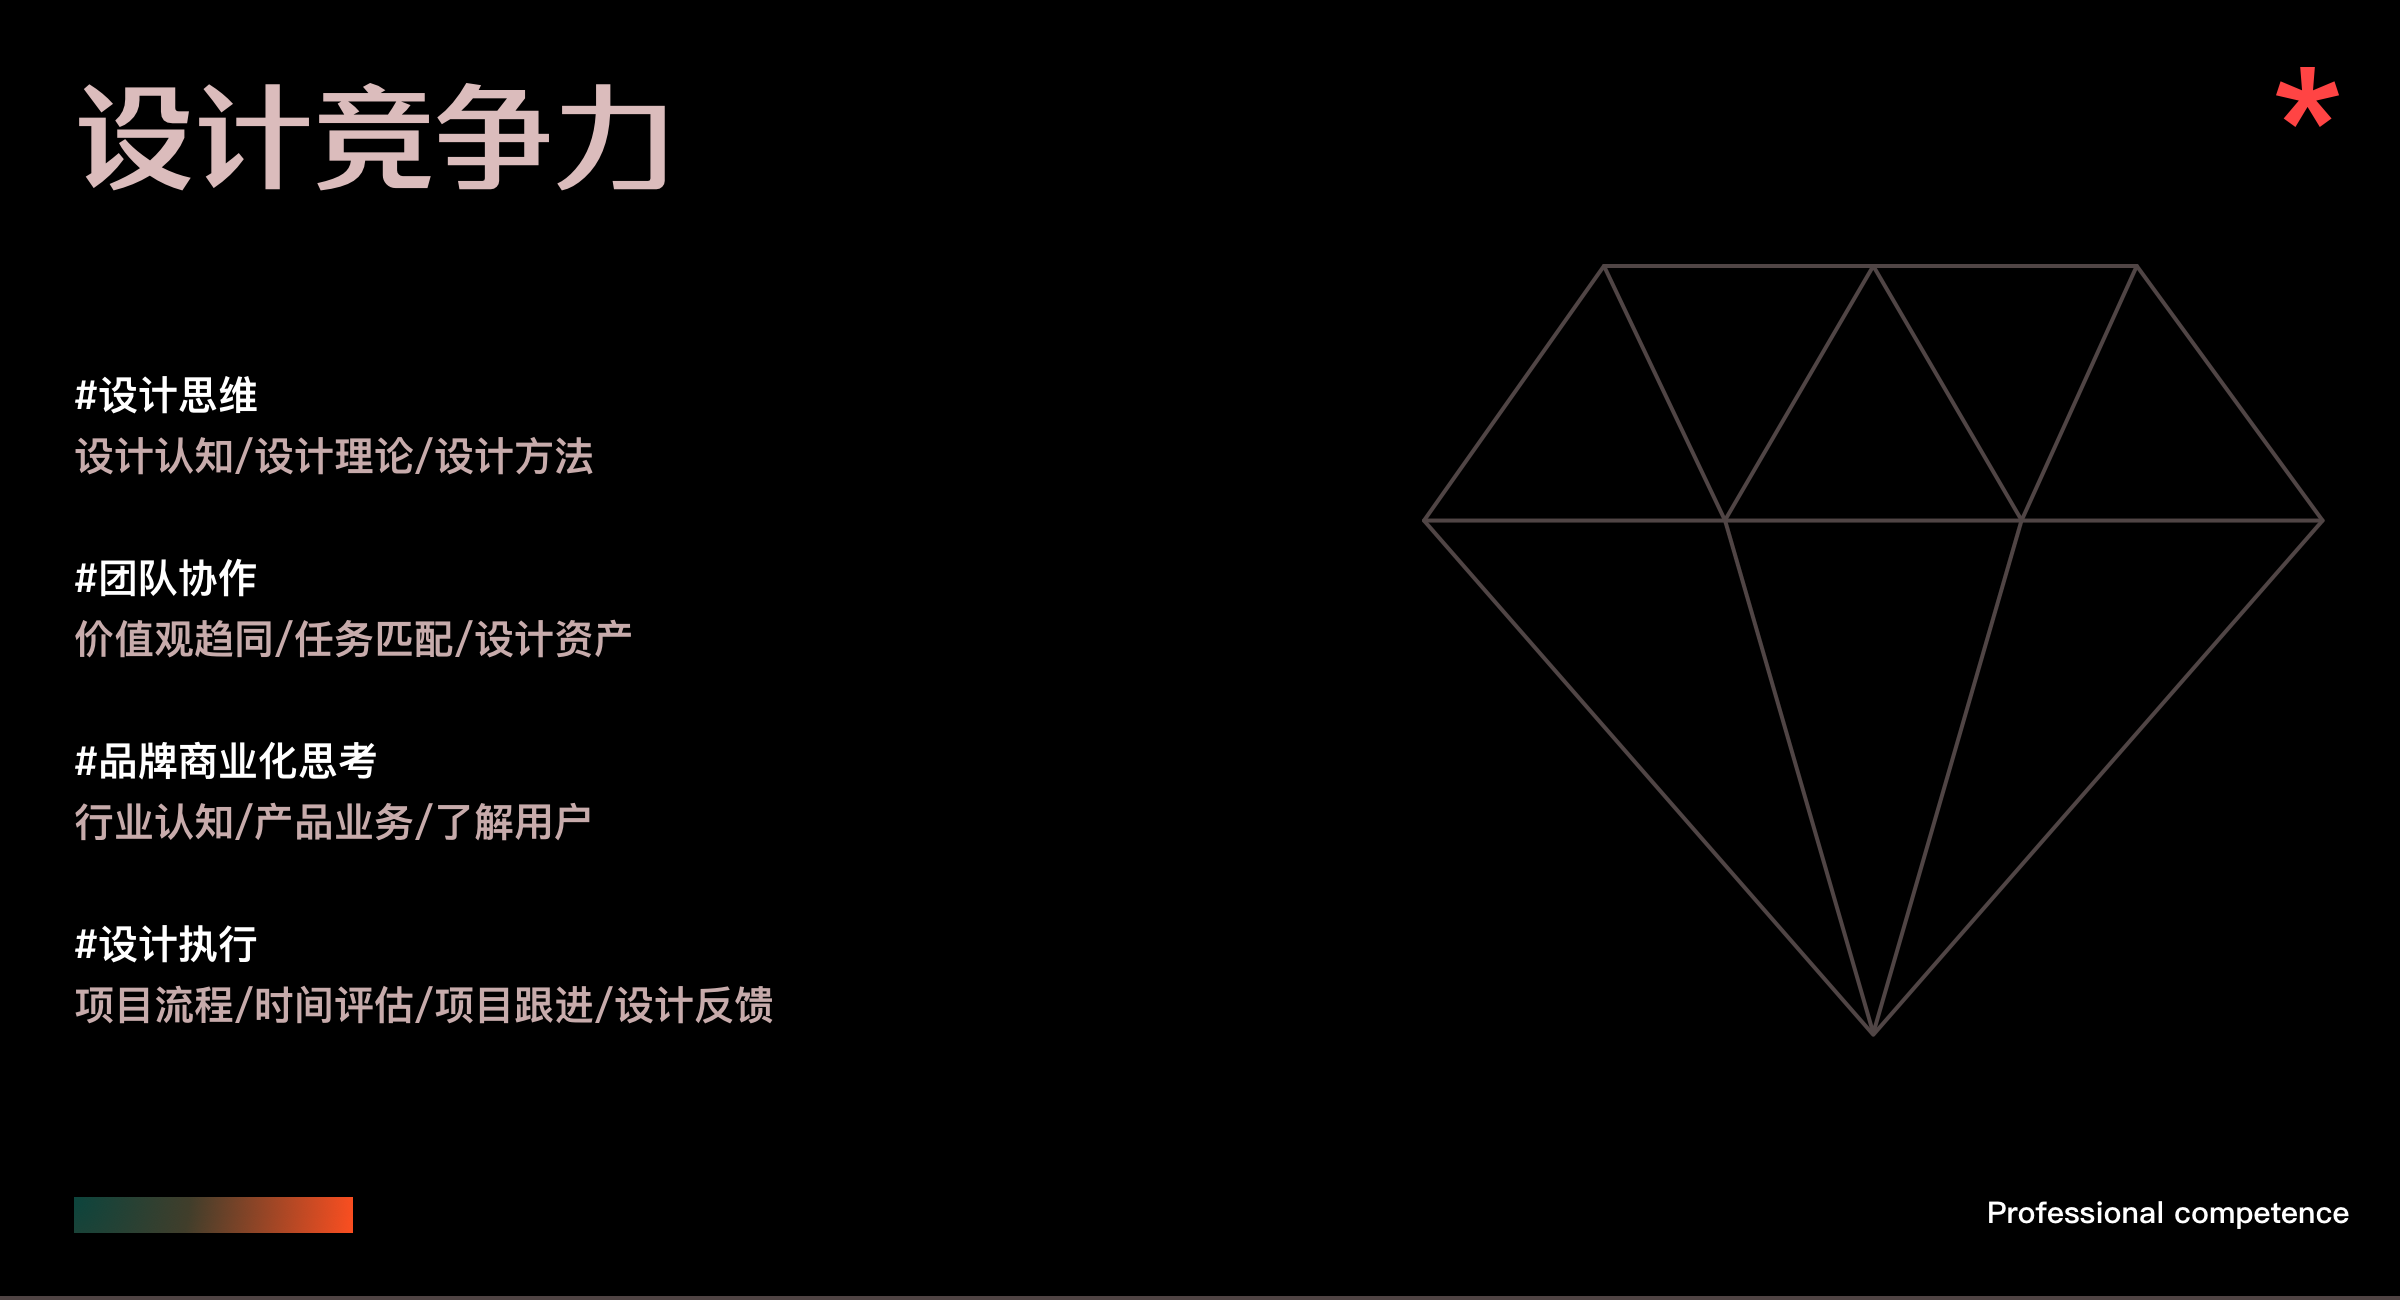 设计竞争力
*
#设计思维
设计认知/设计理论/设计方法
#团队协作
价值观趋同/任务匹配/设计资产
#品牌商业化思考
行业认知/产品业务/了解用户
#设计执行
项目流程/时间评估/项目跟进/设计反馈
Professional competence